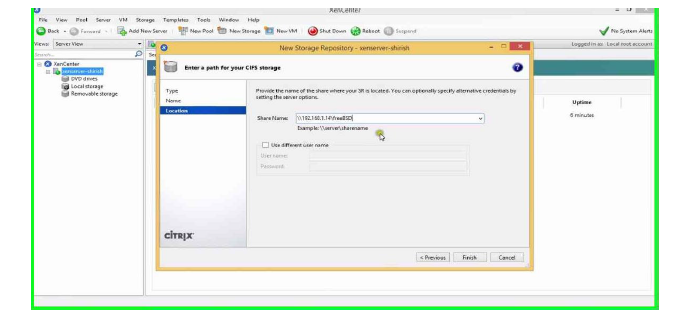 XenCenter
File View Pool Server VM Storage Templates Tools Window Help
Back Forward Add New Server New Pool New Storage New VM Shut Down Reboot Suspend No System Alerts
Views: Server View
Logged in as: Local root account
Search...
XenCenter
xenserver-shirish
DVD drives
Local storage
Removable storage
New Storage Repository - xenserver-shirish
Enter a path for your CIFS storage
Type
Name
Location
Provide the name of the share where your SR is located. You can optionally specify alternative credentials by
setting the server options.
Share Name: \\192.160.1.14\freeBSD
Example: \\server\sharename
Use different user name
User name:
Password:
CITRIX
< Previous Finish Cancel
Uptime
6 minutes